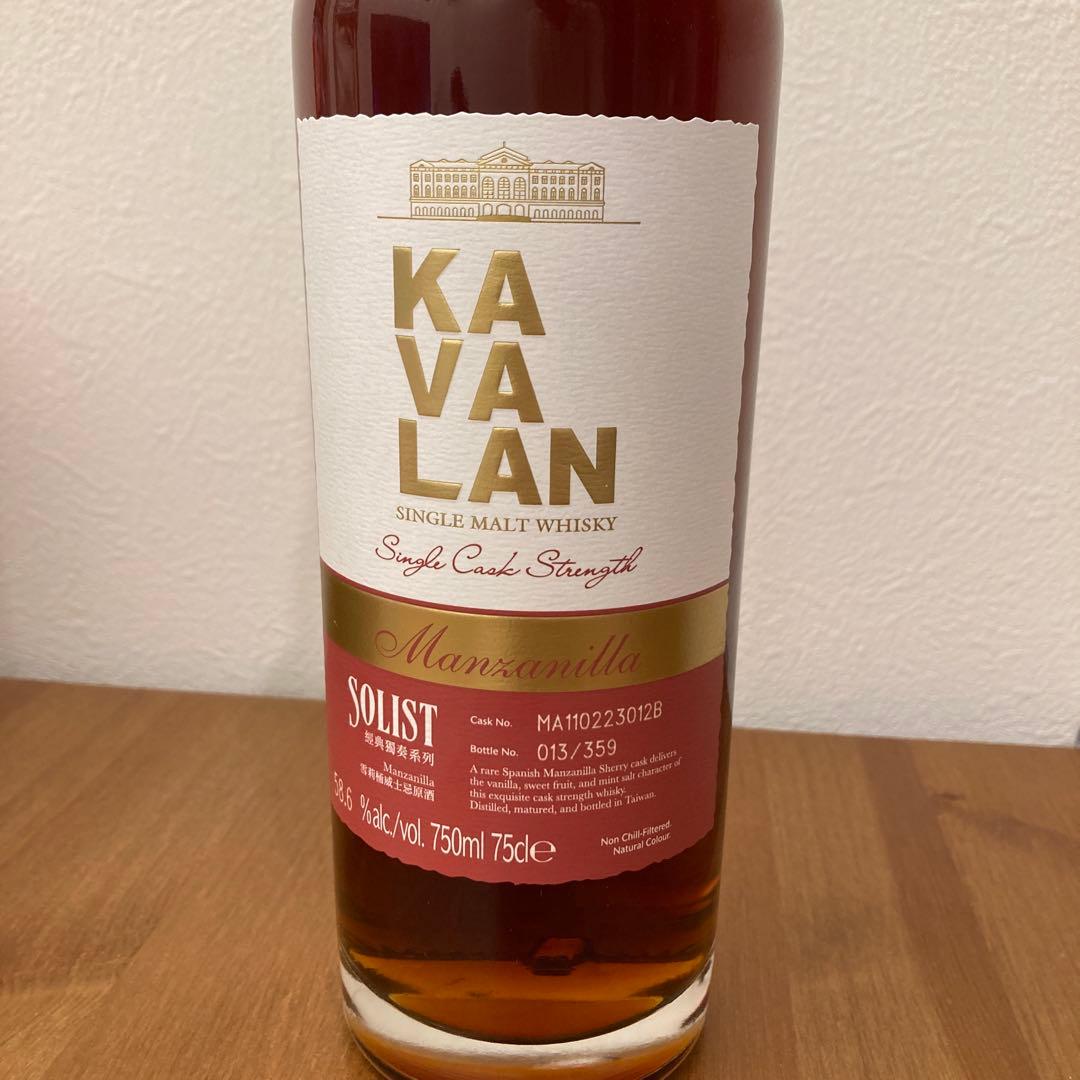 KA
VA
LAN
SINGLE MALT WHISKY
Single Cask Strength
Manzanilla
SOLIST
經典獨奏系列
Manzanilla
雪莉桶威士忌原酒
Cask No. MA110223012B
Bottle No. 013/359
A rare Spanish Manzanilla Sherry cask delivers
the vanilla, sweet fruit, and mint salt character of
this exquisite cask strength whisky.
Distilled, matured, and bottled in Taiwan.
58.6 %alc./vol. 750ml 75cl℮
Non Chill-Filtered.
Natural Colour.